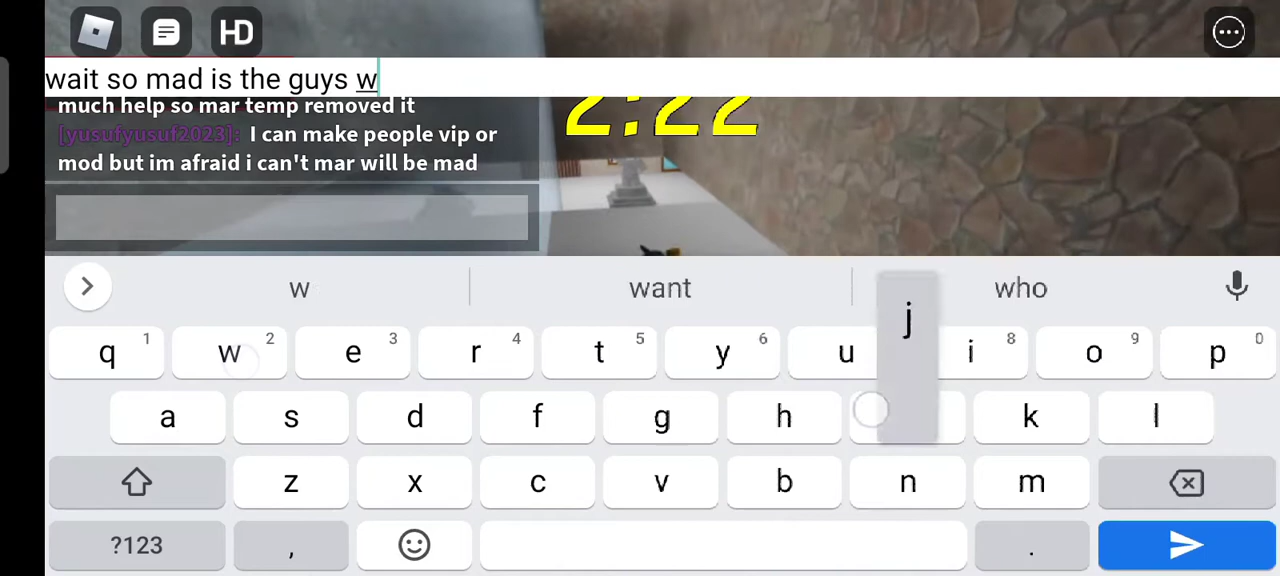 HD
wait so mad is the guys w
much help so mar temp removed it
[yusufyusuf2023]: I can make people vip or
mod but im afraid i can't mar will be mad
2:22
w want who
q 1 w 2 e 3 r 4 t 5 y 6 u i 8 o 9 p 0
j
a s d f g h k l
z x c v b n m
?123 , .